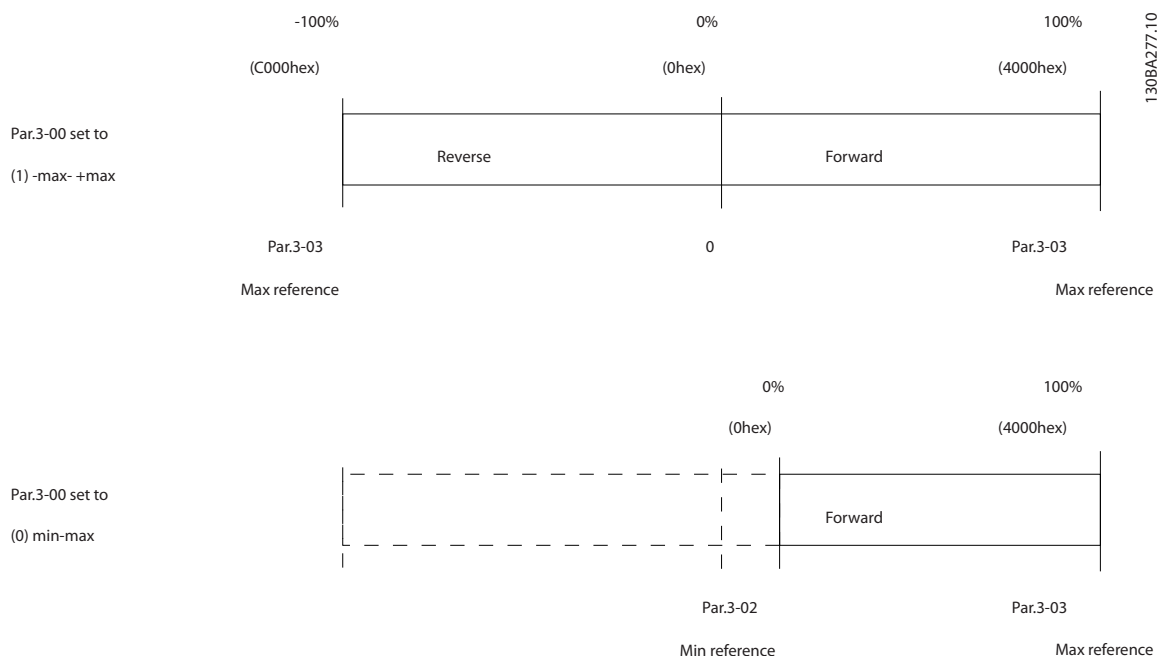 -100% 0% 100%
(C000hex) (0hex) (4000hex)
130BA277.10
Par.3-00 set to
(1) -max- +max
Reverse Forward
Par.3-03 0 Par.3-03
Max reference Max reference
0% 100%
(0hex) (4000hex)
Par.3-00 set to
(0) min-max
Forward
Par.3-02 Par.3-03
Min reference Max reference